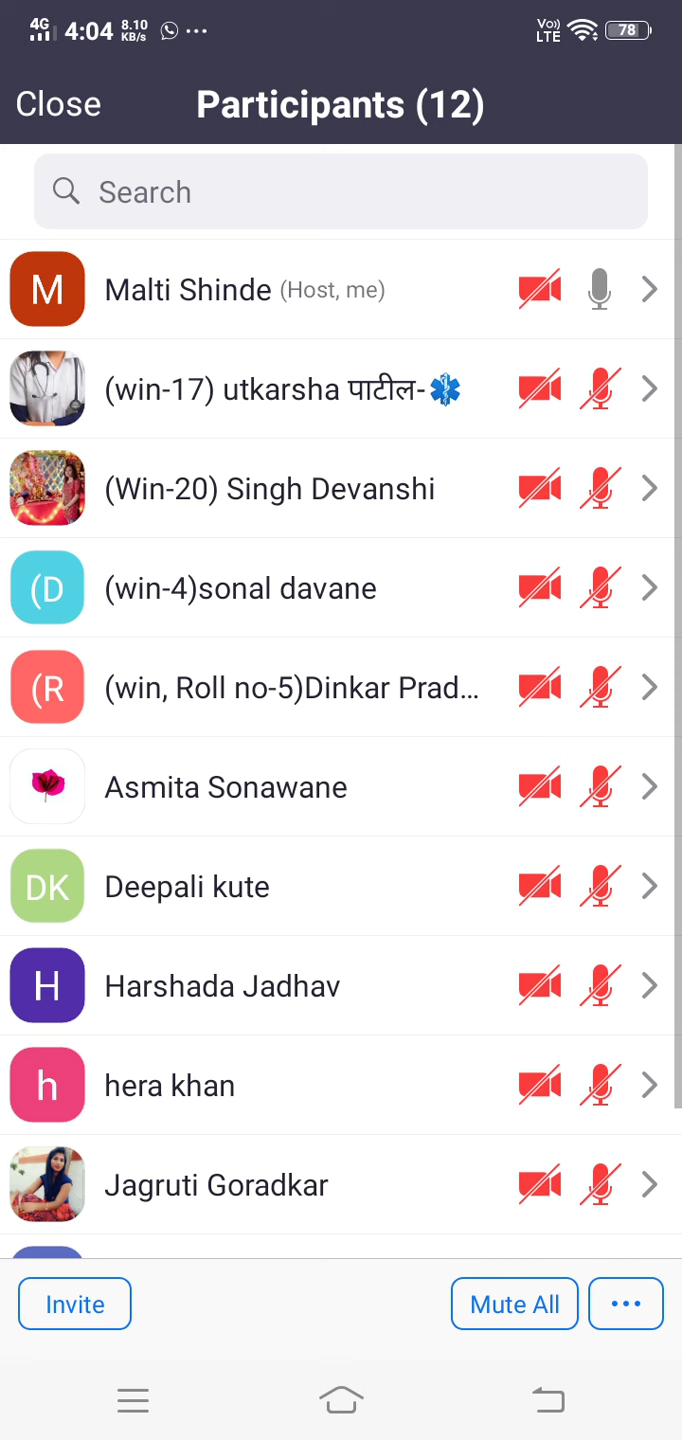 4G 4:04 8.10 KB/s ... Vo)) LTE 78
Close Participants (12)
Search
M Malti Shinde (Host, me)
(win-17) utkarsha पाटील-
(Win-20) Singh Devanshi
(D (win-4)sonal davane
(R (win, Roll no-5)Dinkar Prad...
Asmita Sonawane
DK Deepali kute
H Harshada Jadhav
h hera khan
Jagruti Goradkar
Invite Mute All ...